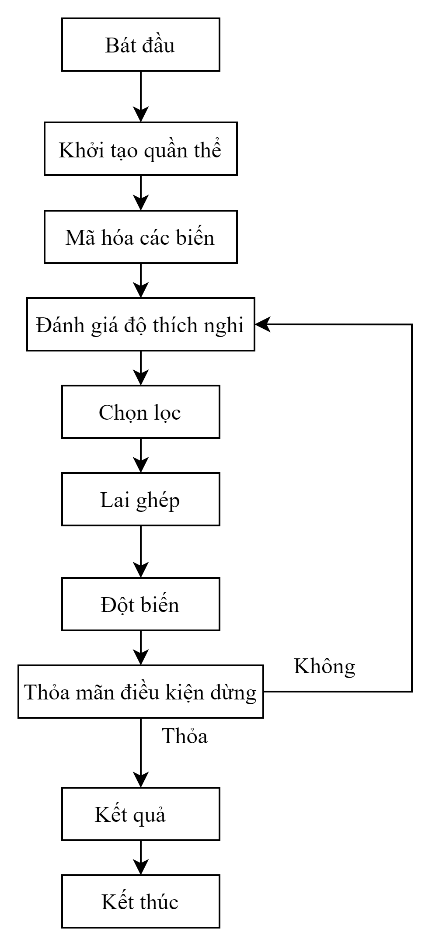 Bát đầu
Khởi tạo quần thể
Mã hóa các biến
Đánh giá độ thích nghi
Chọn lọc
Lai ghép
Đột biến
Thỏa mãn điều kiện dừng
Không
Thỏa
Kết quả
Kết thúc